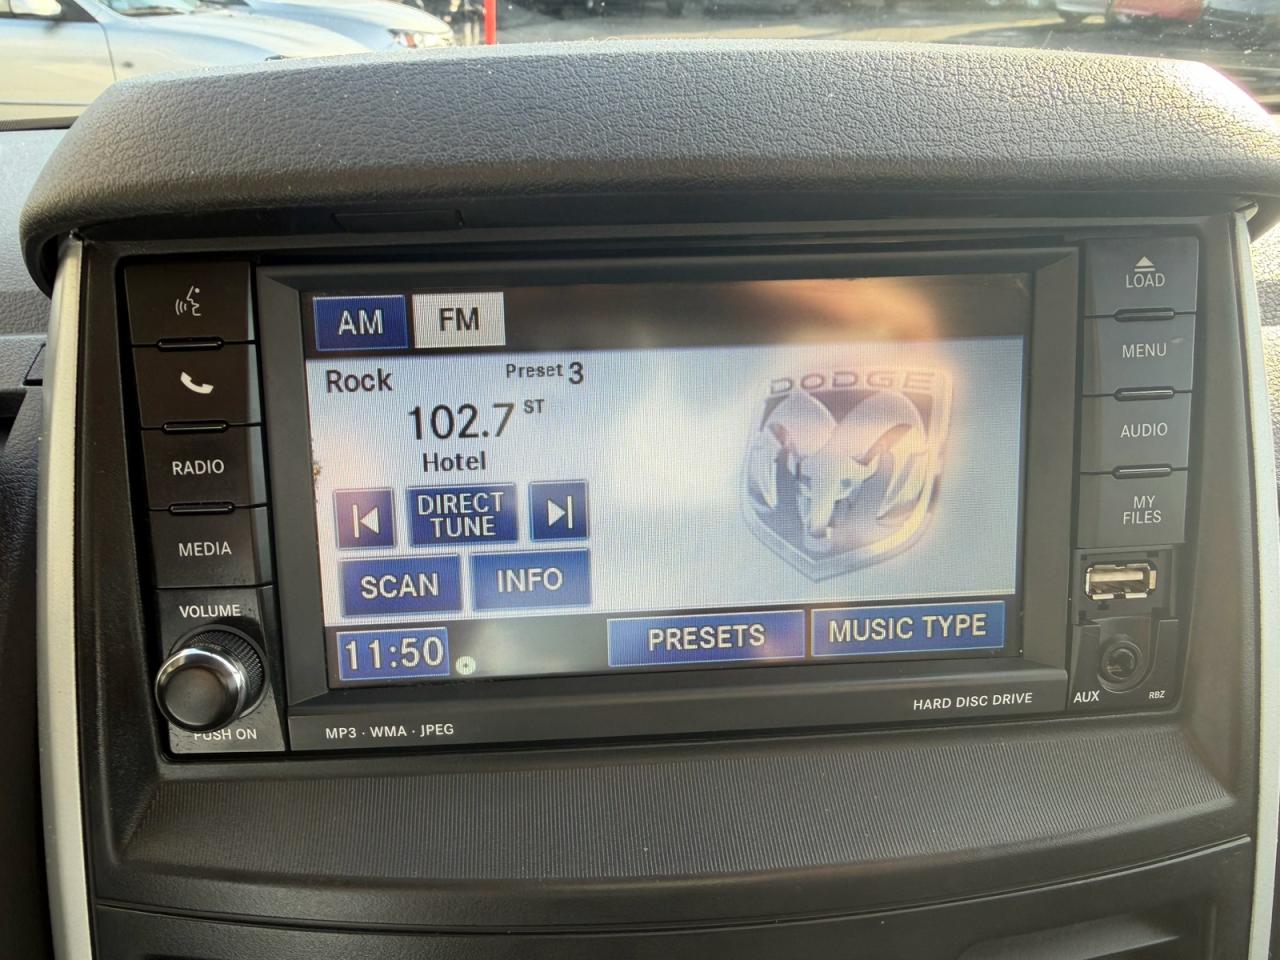 AM FM
Rock
Preset 3
102.7 ST
Hotel
DIRECT
TUNE
SCAN
INFO
11:50
PRESETS
MUSIC TYPE
DODGE
RADIO
MEDIA
VOLUME
PUSH ON
MP3 · WMA · JPEG
HARD DISC DRIVE
LOAD
MENU
AUDIO
MY
FILES
AUX
RBZ